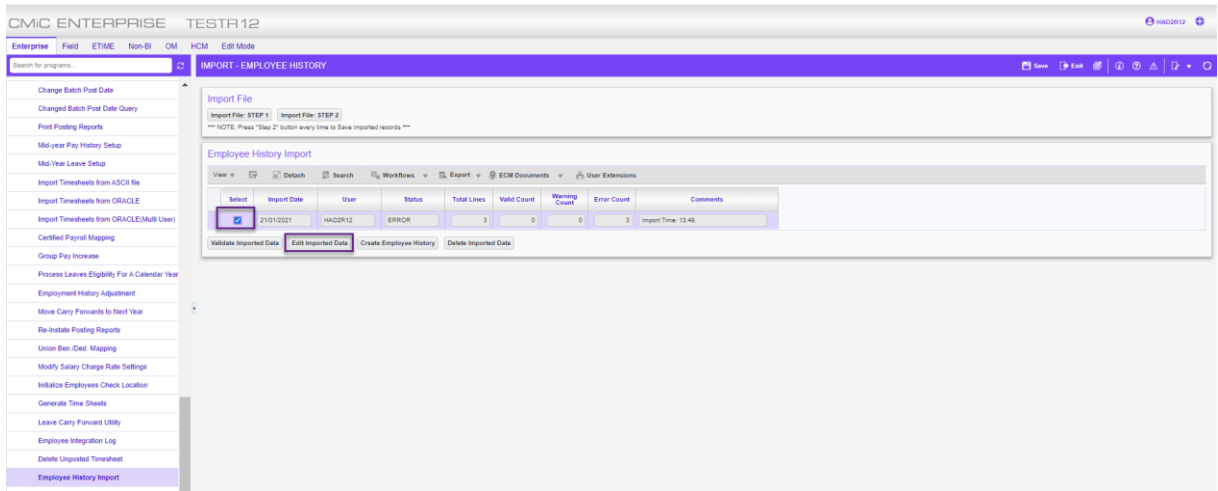 CMiC ENTERPRISE TESTR12
HAD2R12
Enterprise Field ETIME Non-BI OM HCM Edit Mode
Search for programs...
IMPORT - EMPLOYEE HISTORY
Save Exit
Change Batch Post Date
Changed Batch Post Date Query
Print Posting Reports
Mid-year Pay History Setup
Mid-Year Leave Setup
Import Timesheets from ASCII file
Import Timesheets from ORACLE
Import Timesheets from ORACLE(Multi User)
Certified Payroll Mapping
Group Pay Increase
Process Leaves Eligibility For A Calendar Year
Employment History Adjustment
Move Carry Forwards to Next Year
Re-Instate Posting Reports
Union Ben./Ded. Mapping
Modify Salary Charge Rate Settings
Initialize Employees Check Location
Generate Time Sheets
Leave Carry Forward Utility
Employee Integration Log
Delete Unposted Timesheet
Employee History Import
Import File
Import File: STEP 1 Import File: STEP 2
*** NOTE: Press "Step 2" button every time to Save imported records ***
Employee History Import
View Detach Search Workflows Export ECM Documents User Extensions
Select Import Date User Status Total Lines Valid Count Warning Count Error Count Comments
21/01/2021 HAD2R12 ERROR 3 0 0 3 Import Time: 13:48.
Validate Imported Data Edit Imported Data Create Employee History Delete Imported Data